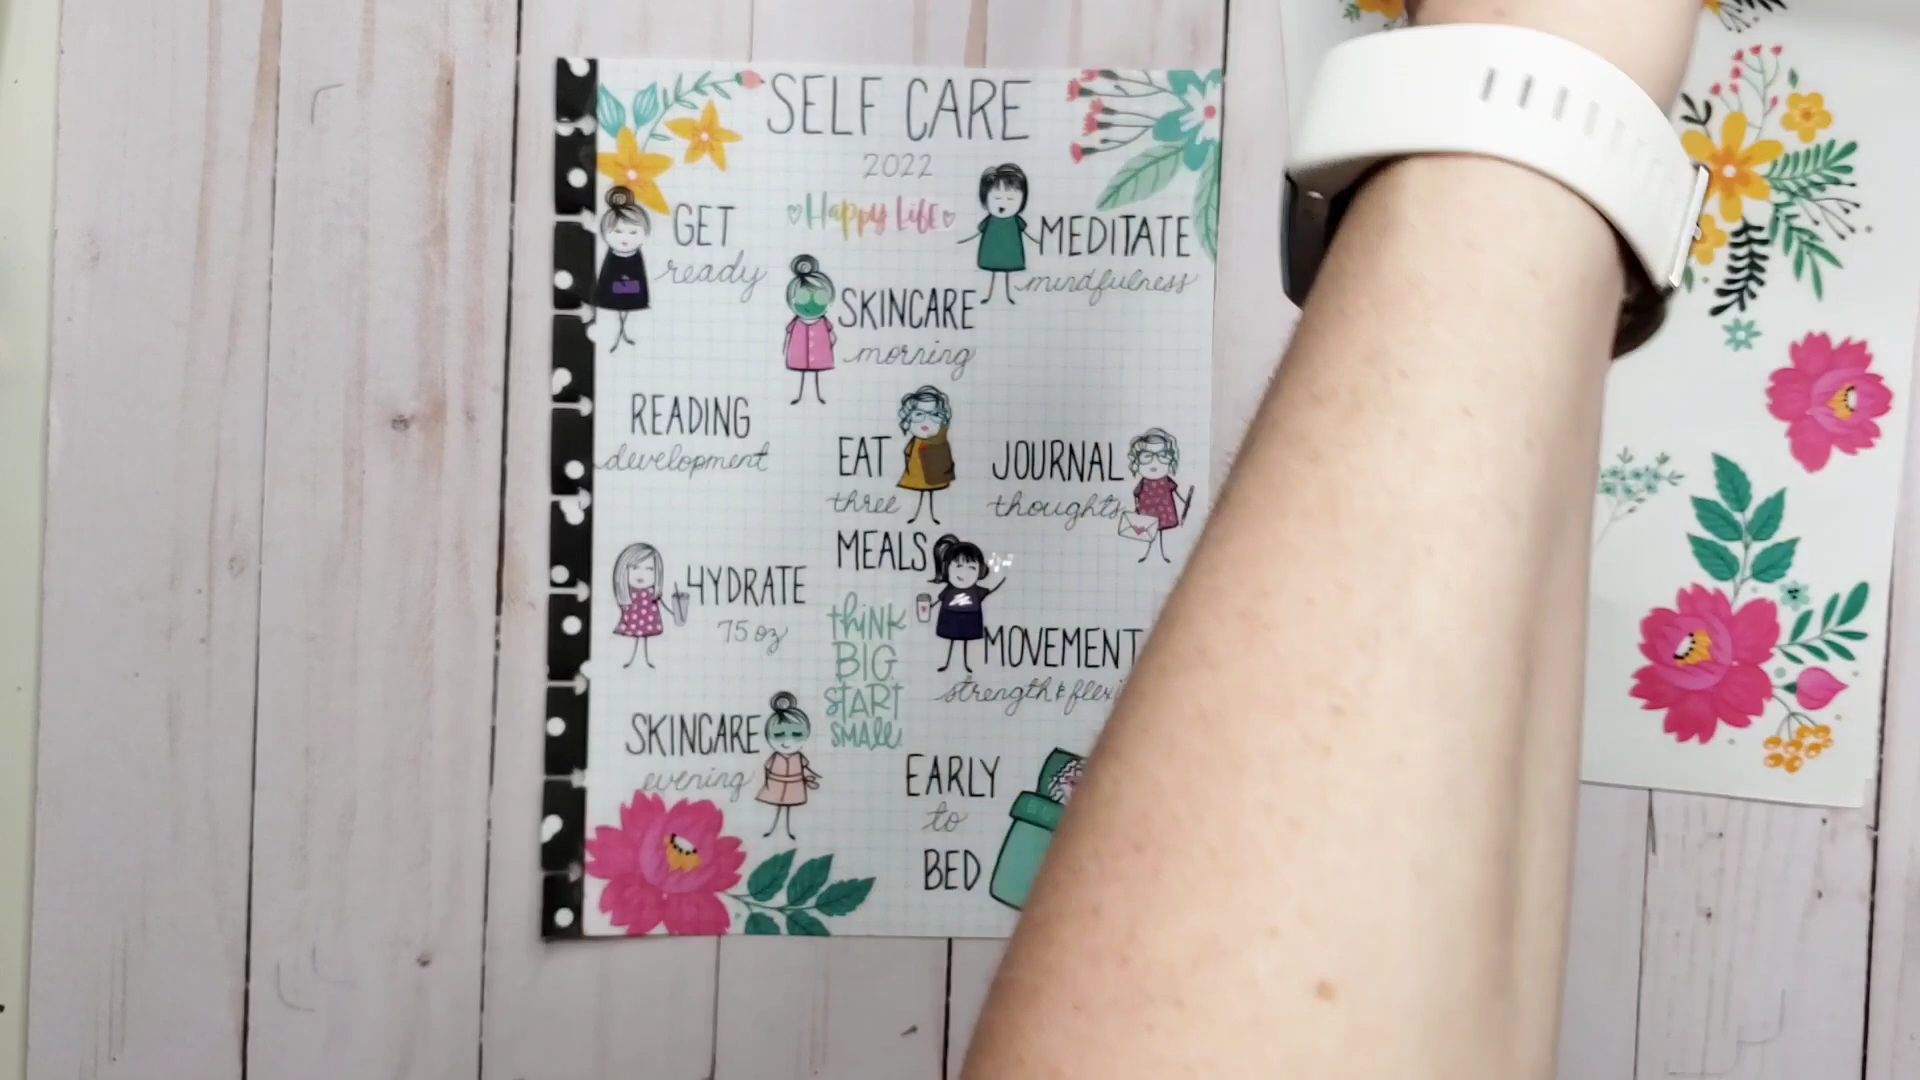 SELF CARE
2022
Happy Life
GET
ready
MEDITATE
mindfulness
SKINCARE
morning
READING
development
EAT
three
MEALS
JOURNAL
thoughts
HYDRATE
75 oz
think
BIG
START
SMALL
MOVEMENT
strength &
SKINCARE
evening
EARLY
to
BED